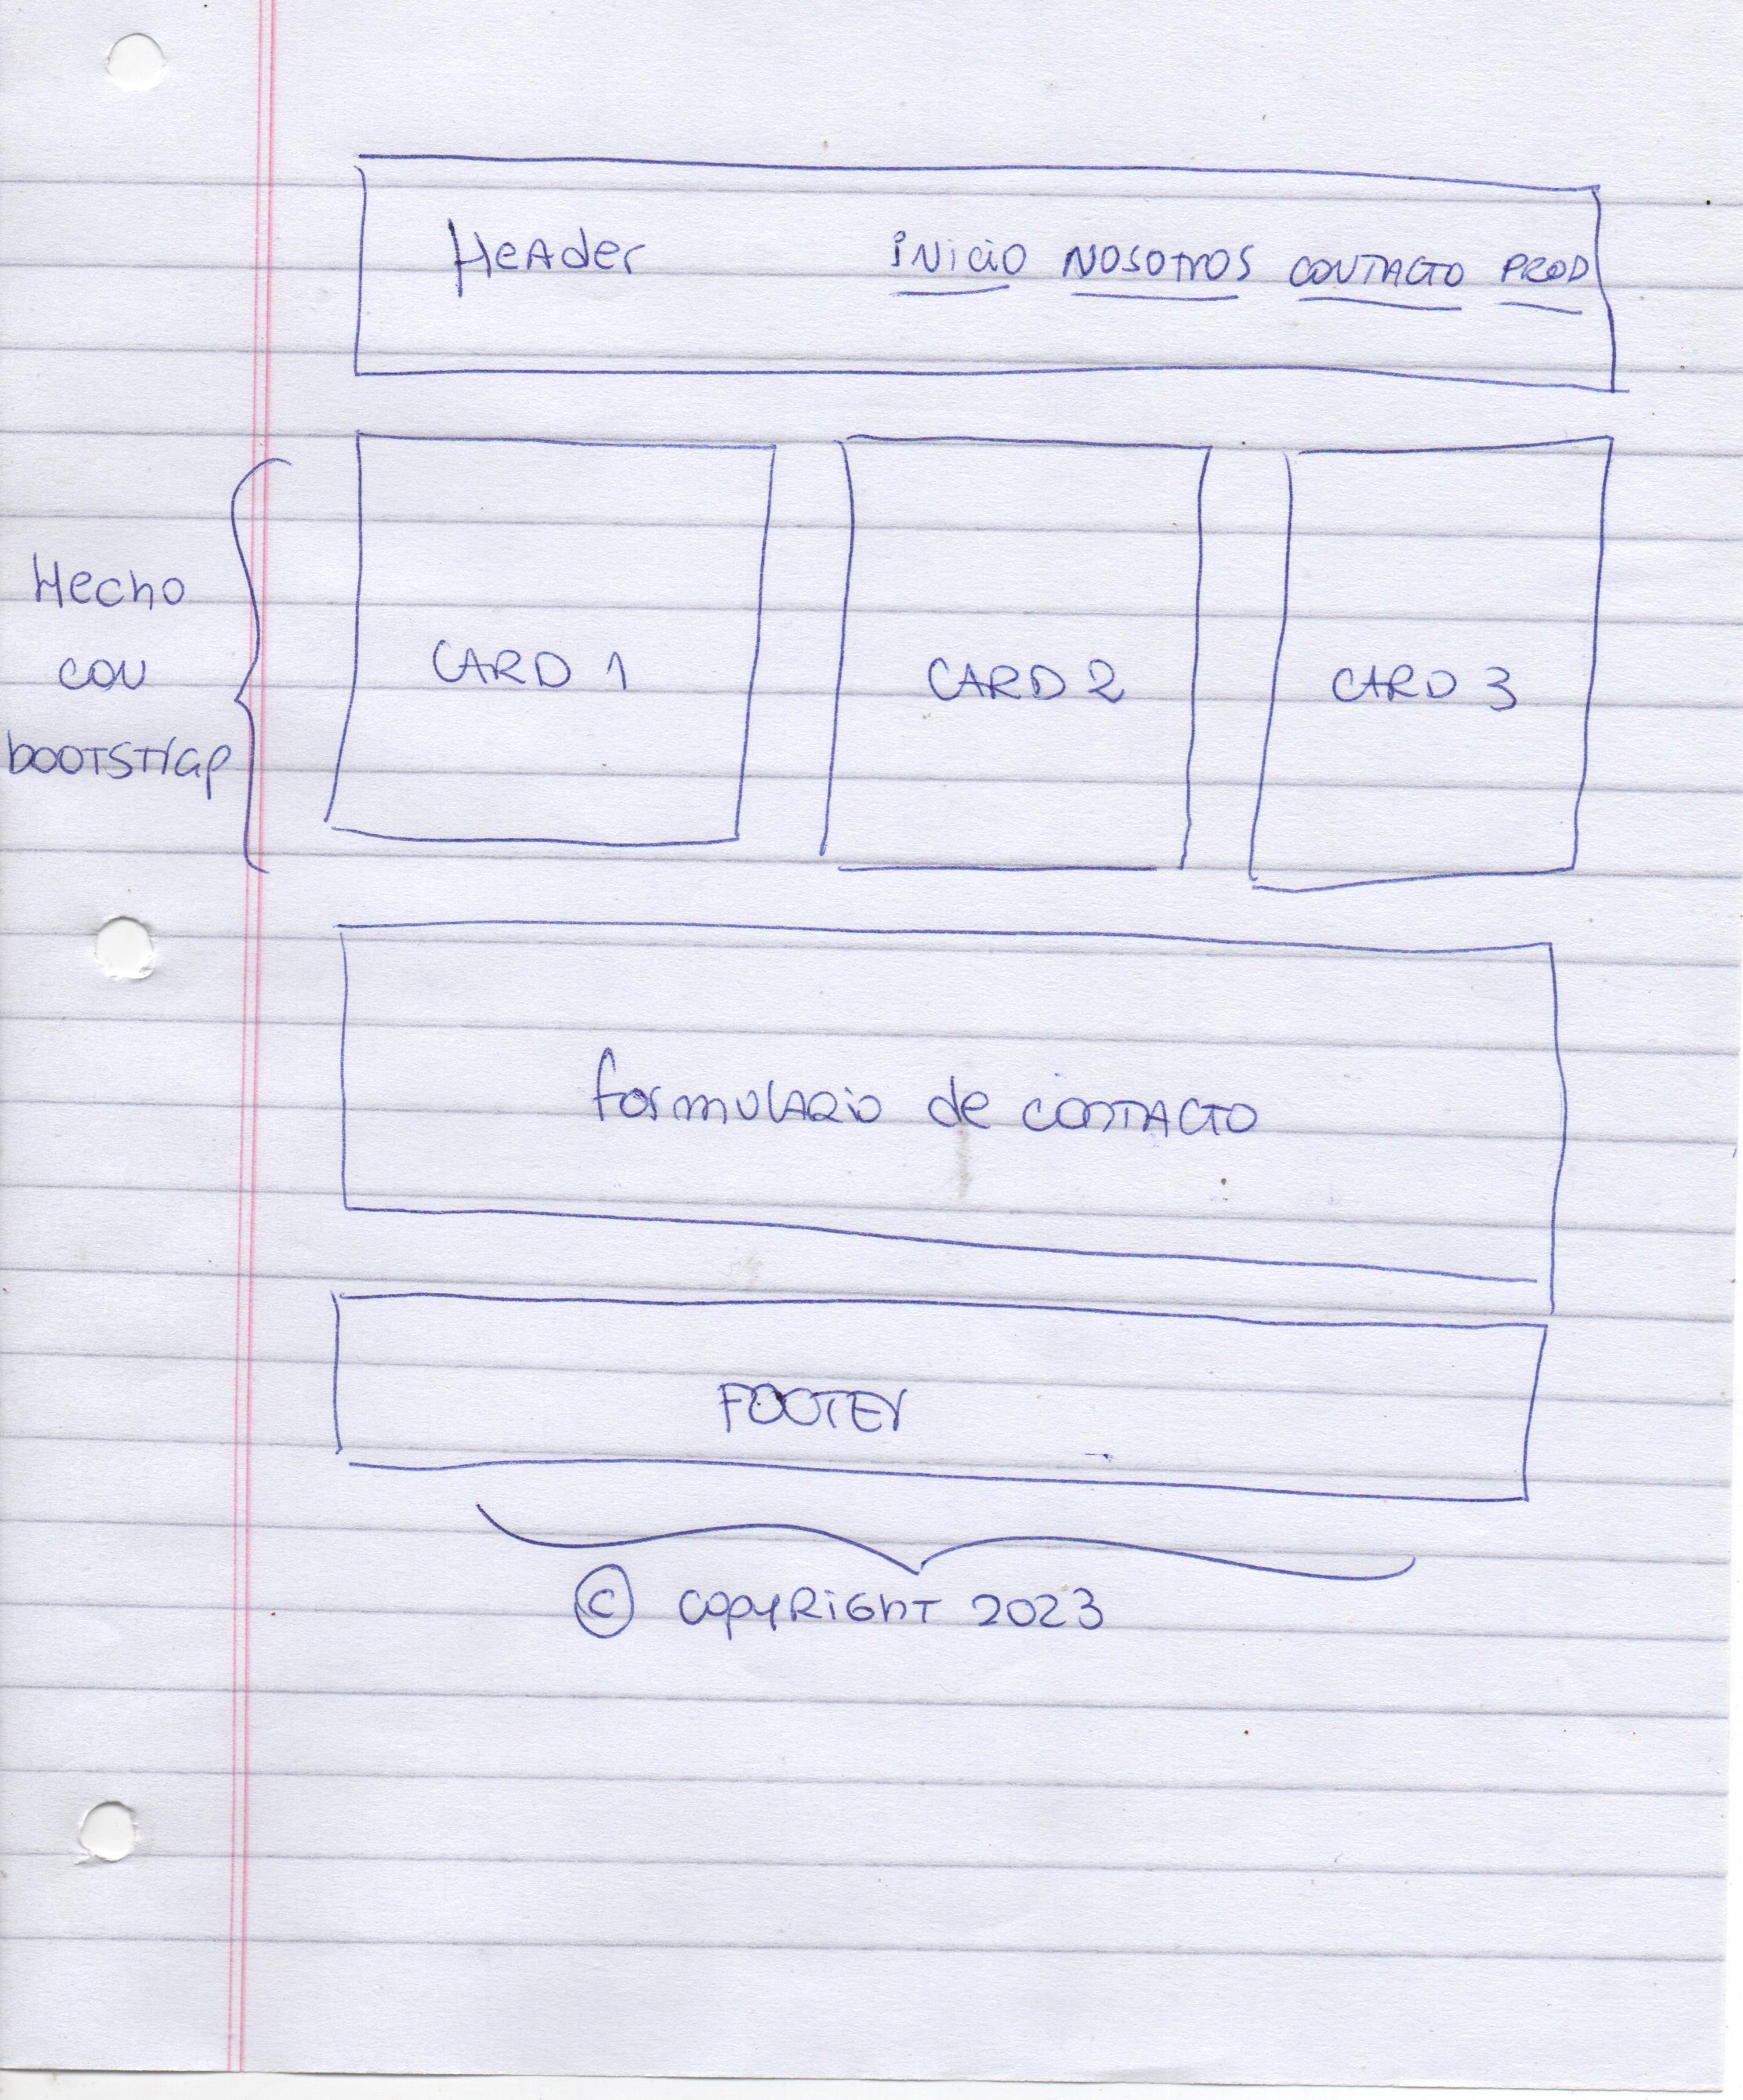 Header inicio NOSOTROS CONTACTO PROD
Hecho
con
bootstrap
CARD 1 CARD 2 CARD 3
formulario de contacto
FOOTER
© copyRight 2023